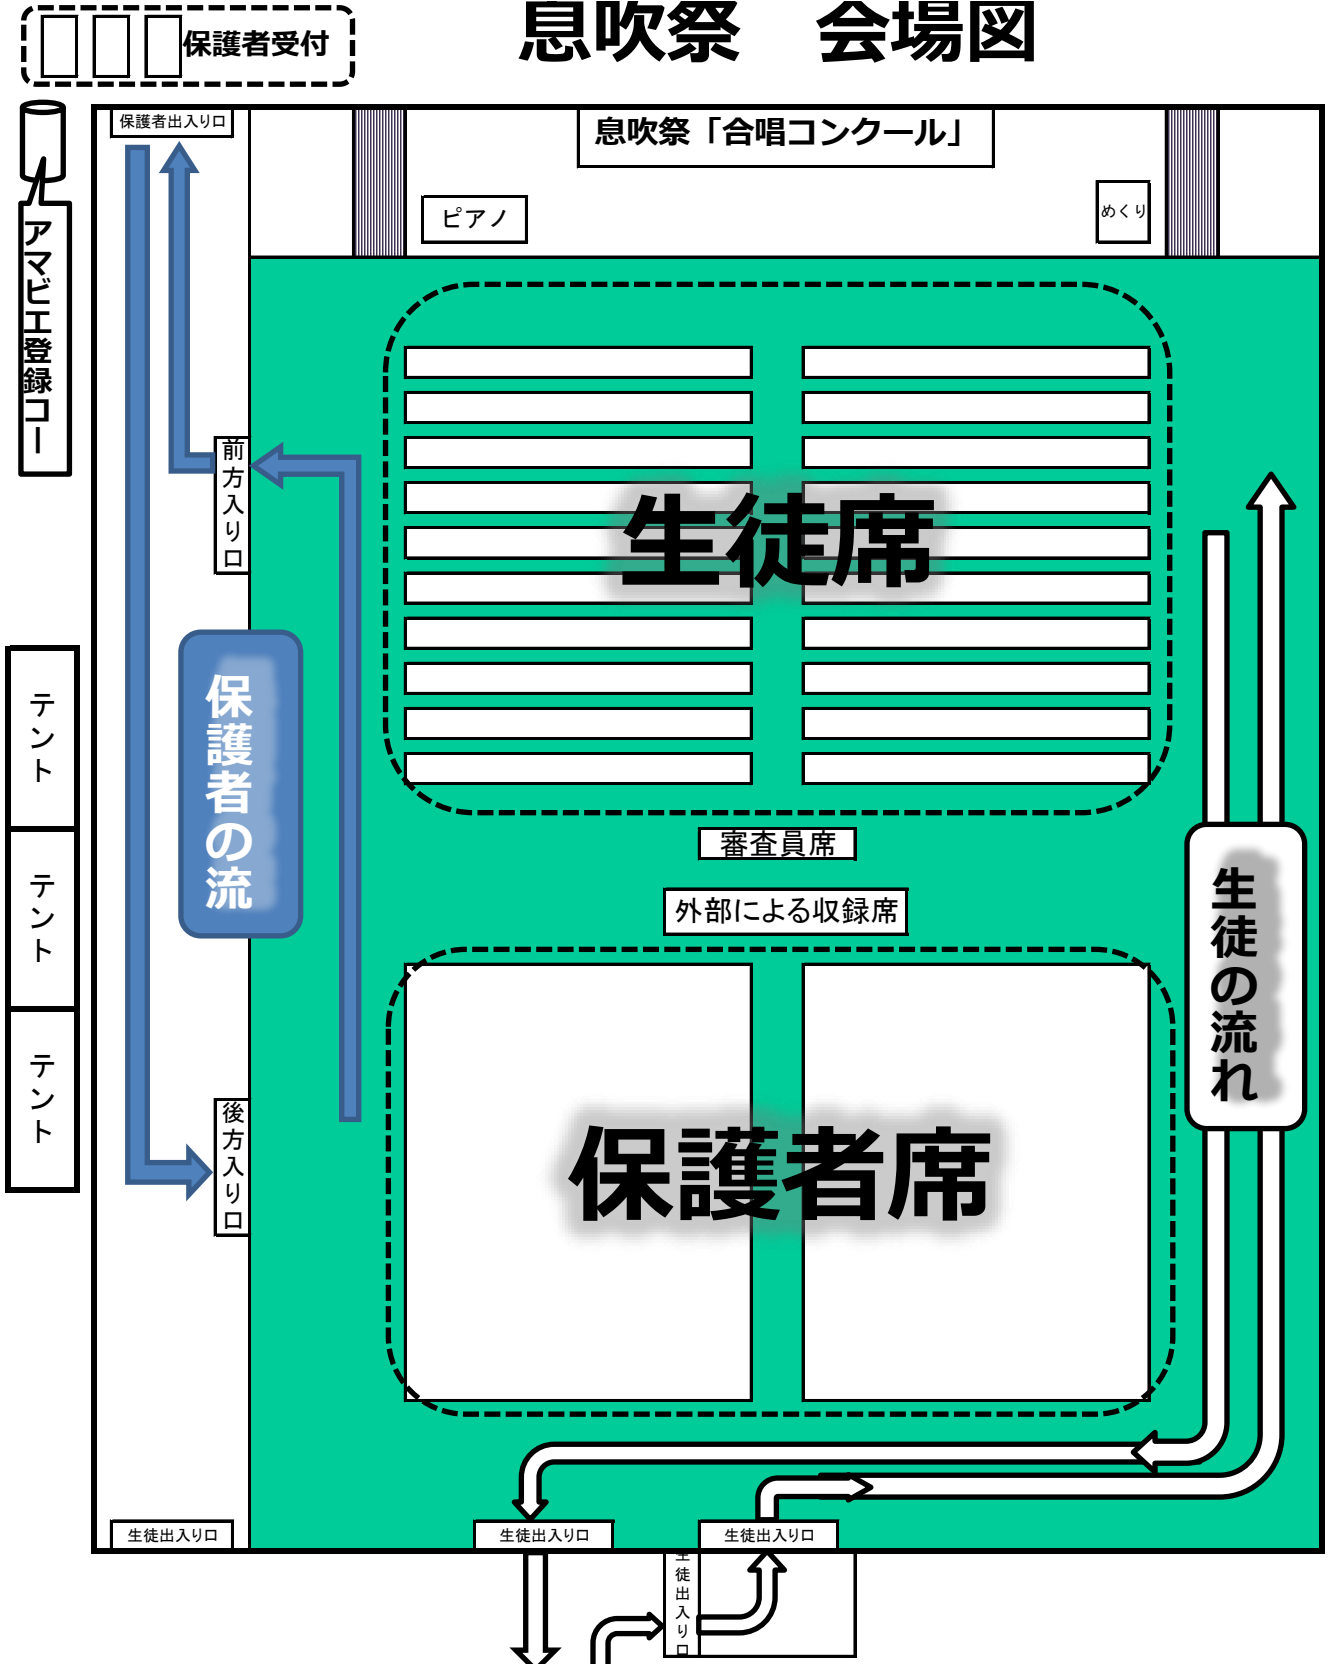 息吹祭　会場図
保護者受付
保護者出入り口
息吹祭「合唱コンクール」
ピアノ
めくり
アマビエ登録コー
前方入り口
生徒席
保護者の流
テント
テント
テント
審査員席
外部による収録席
生徒の流れ
後方入り口
保護者席
生徒出入り口
生徒出入り口
生徒出入り口
生徒出入り口